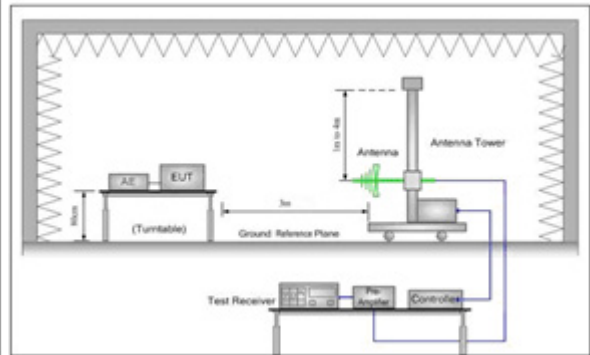 1m to 4m
Antenna
Antenna Tower
AE
EUT
80cm
(Turntable)
3m
Ground Reference Plane
Test Receiver
Pre-
Amplifier
Controller